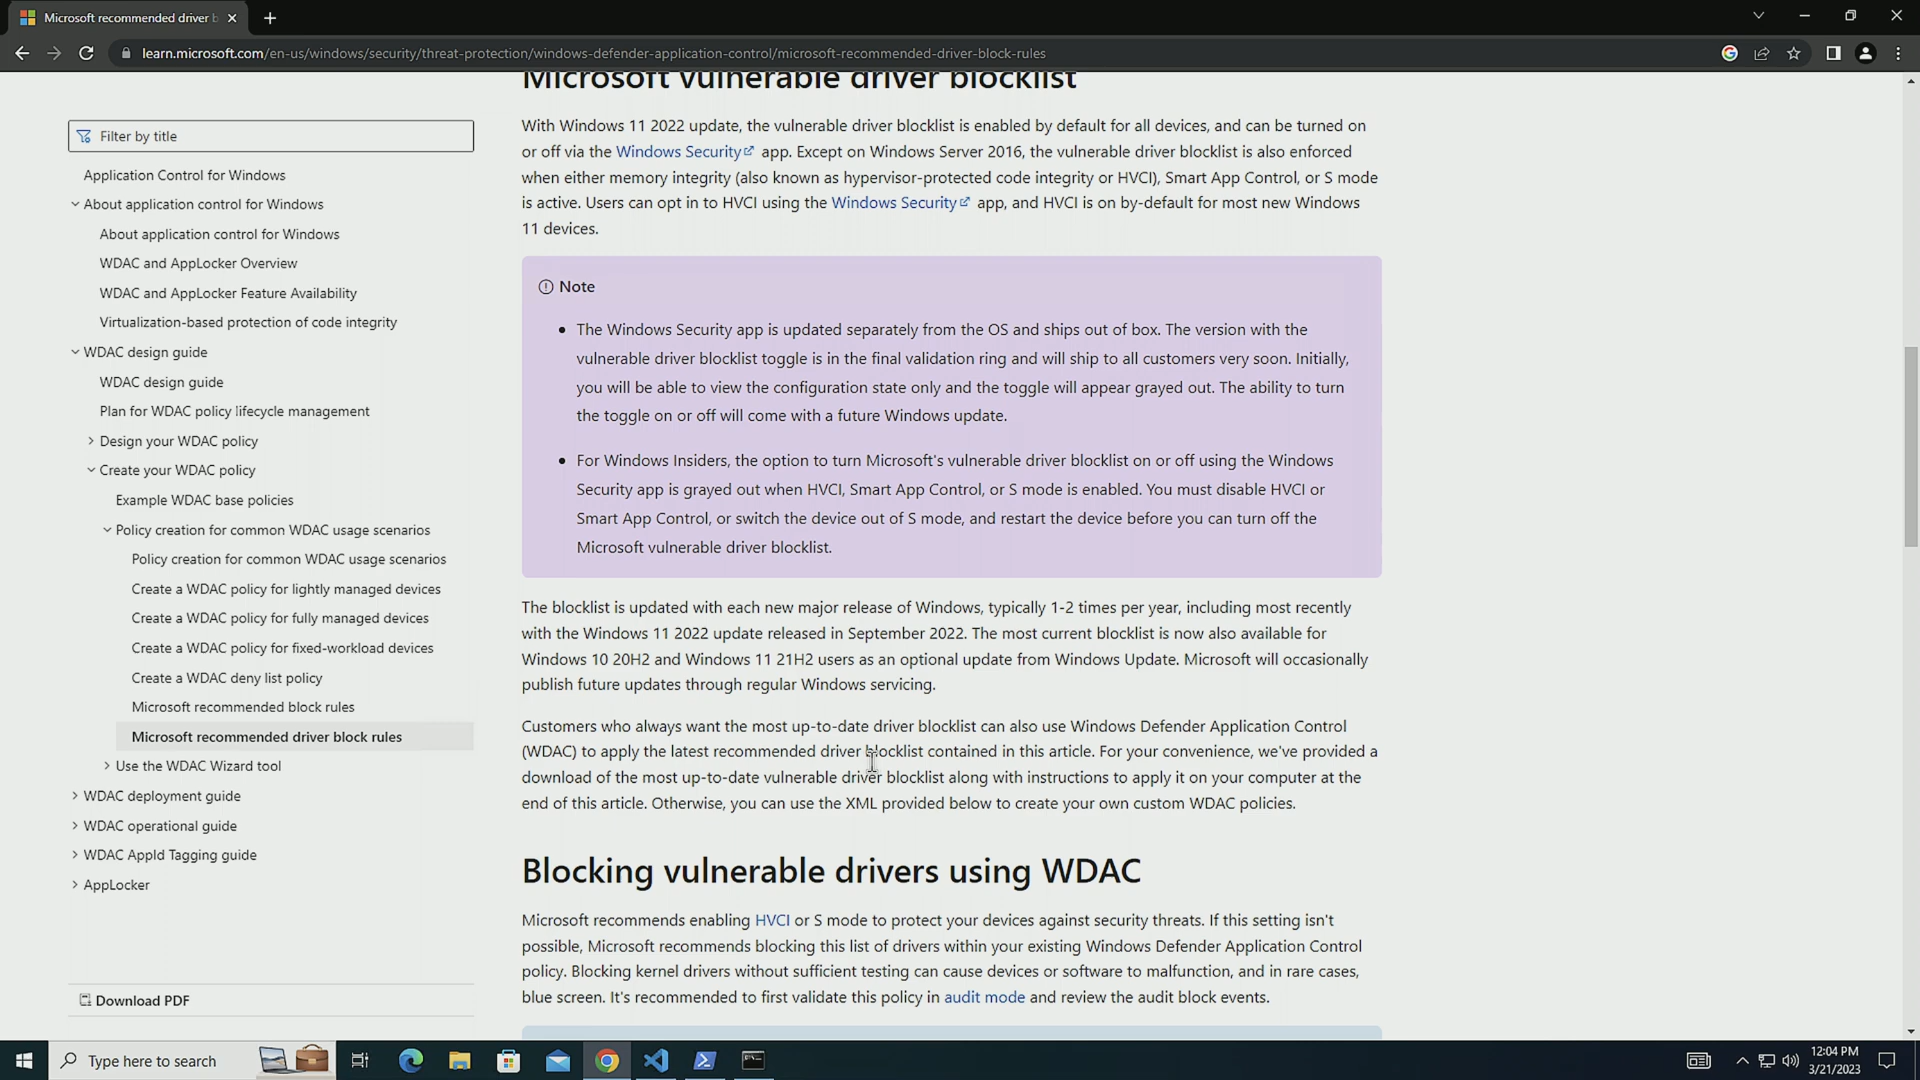 Microsoft recommended driver b
learn.microsoft.com/en-us/windows/security/threat-protection/windows-defender-application-control/microsoft-recommended-driver-block-rules
Filter by title
Application Control for Windows
About application control for Windows
About application control for Windows
WDAC and AppLocker Overview
WDAC and AppLocker Feature Availability
Virtualization-based protection of code integrity
WDAC design guide
WDAC design guide
Plan for WDAC policy lifecycle management
Design your WDAC policy
Create your WDAC policy
Example WDAC base policies
Policy creation for common WDAC usage scenarios
Policy creation for common WDAC usage scenarios
Create a WDAC policy for lightly managed devices
Create a WDAC policy for fully managed devices
Create a WDAC policy for fixed-workload devices
Create a WDAC deny list policy
Microsoft recommended block rules
Microsoft recommended driver block rules
Use the WDAC Wizard tool
WDAC deployment guide
WDAC operational guide
WDAC AppId Tagging guide
AppLocker
Download PDF
Microsoft vulnerable driver blocklist
With Windows 11 2022 update, the vulnerable driver blocklist is enabled by default for all devices, and can be turned on
or off via the Windows Security app. Except on Windows Server 2016, the vulnerable driver blocklist is also enforced
when either memory integrity (also known as hypervisor-protected code integrity or HVCI), Smart App Control, or S mode
is active. Users can opt in to HVCI using the Windows Security app, and HVCI is on by-default for most new Windows
11 devices.
Note
• The Windows Security app is updated separately from the OS and ships out of box. The version with the
vulnerable driver blocklist toggle is in the final validation ring and will ship to all customers very soon. Initially,
you will be able to view the configuration state only and the toggle will appear grayed out. The ability to turn
the toggle on or off will come with a future Windows update.
• For Windows Insiders, the option to turn Microsoft's vulnerable driver blocklist on or off using the Windows
Security app is grayed out when HVCI, Smart App Control, or S mode is enabled. You must disable HVCI or
Smart App Control, or switch the device out of S mode, and restart the device before you can turn off the
Microsoft vulnerable driver blocklist.
The blocklist is updated with each new major release of Windows, typically 1-2 times per year, including most recently
with the Windows 11 2022 update released in September 2022. The most current blocklist is now also available for
Windows 10 20H2 and Windows 11 21H2 users as an optional update from Windows Update. Microsoft will occasionally
publish future updates through regular Windows servicing.
Customers who always want the most up-to-date driver blocklist can also use Windows Defender Application Control
(WDAC) to apply the latest recommended driver blocklist contained in this article. For your convenience, we've provided a
download of the most up-to-date vulnerable driver blocklist along with instructions to apply it on your computer at the
end of this article. Otherwise, you can use the XML provided below to create your own custom WDAC policies.
Blocking vulnerable drivers using WDAC
Microsoft recommends enabling HVCI or S mode to protect your devices against security threats. If this setting isn't
possible, Microsoft recommends blocking this list of drivers within your existing Windows Defender Application Control
policy. Blocking kernel drivers without sufficient testing can cause devices or software to malfunction, and in rare cases,
blue screen. It's recommended to first validate this policy in audit mode and review the audit block events.
Type here to search
12:04 PM
3/21/2023